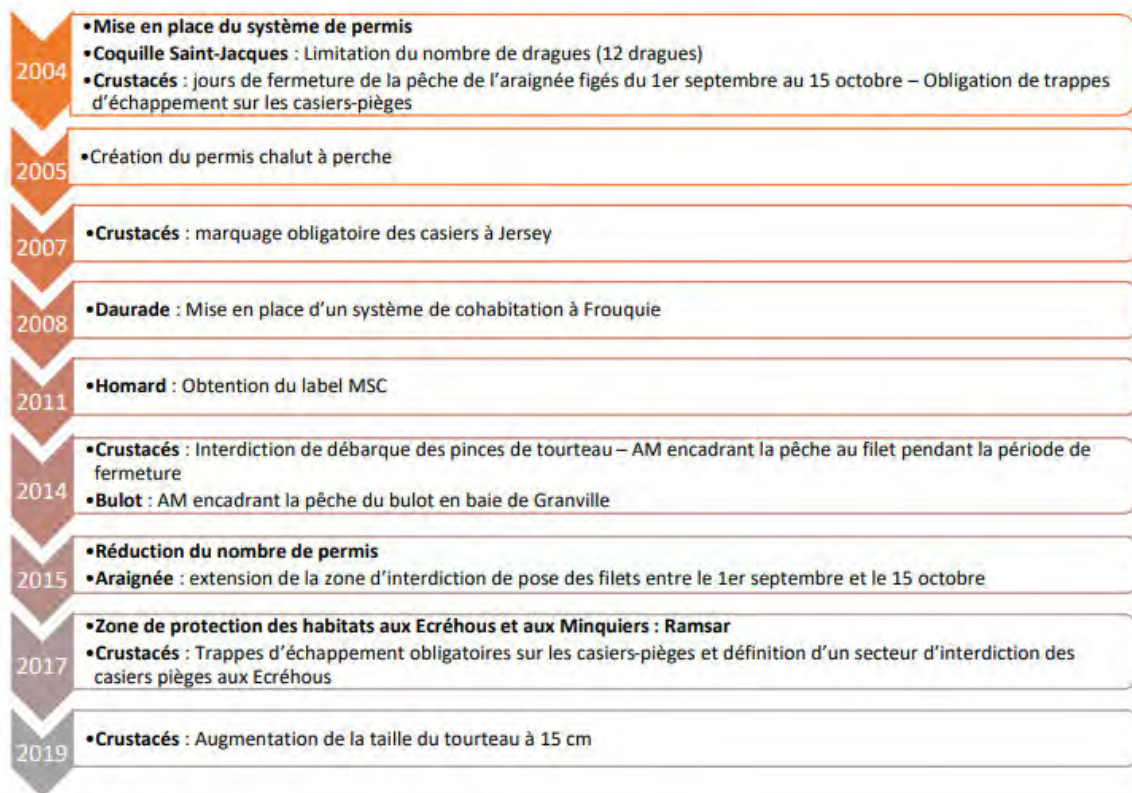 2004
•Mise en place du système de permis
•Coquille Saint-Jacques : Limitation du nombre de dragues (12 dragues)
•Crustacés : jours de fermeture de la pêche de l'araignée figés du 1er septembre au 15 octobre – Obligation de trappes
d'échappement sur les casiers-pièges
2005
•Création du permis chalut à perche
2007
•Crustacés : marquage obligatoire des casiers à Jersey
2008
•Daurade : Mise en place d'un système de cohabitation à Frouquie
2011
•Homard : Obtention du label MSC
2014
•Crustacés : Interdiction de débarque des pinces de tourteau – AM encadrant la pêche au filet pendant la période de
fermeture
•Bulot : AM encadrant la pêche du bulot en baie de Granville
2015
•Réduction du nombre de permis
•Araignée : extension de la zone d'interdiction de pose des filets entre le 1er septembre et le 15 octobre
2017
•Zone de protection des habitats aux Ecréhous et aux Minquiers : Ramsar
•Crustacés : Trappes d'échappement obligatoires sur les casiers-pièges et définition d'un secteur d'interdiction des
casiers pièges aux Ecréhous
2019
•Crustacés : Augmentation de la taille du tourteau à 15 cm